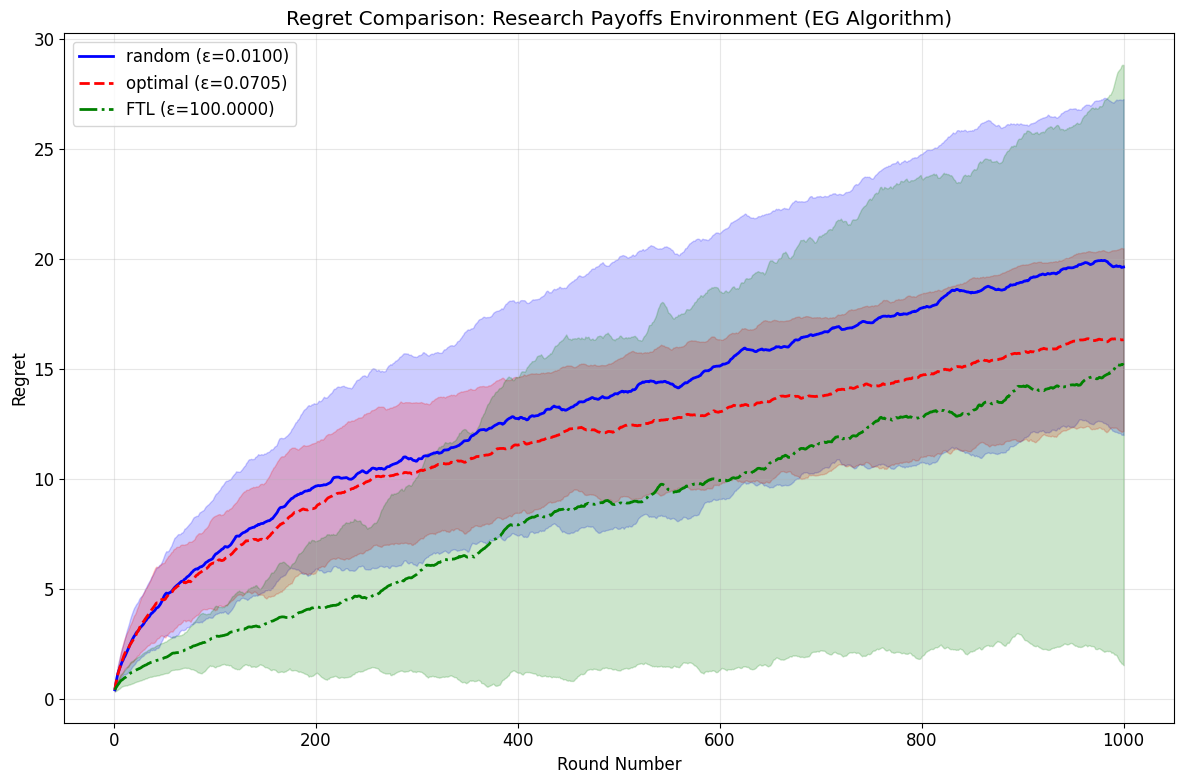 Regret Comparison: Research Payoffs Environment (EG Algorithm)
random (ε=0.0100)
optimal (ε=0.0705)
FTL (ε=100.0000)
30
25
20
15
10
5
0
Regret
0
200
400
600
800
1000
Round Number